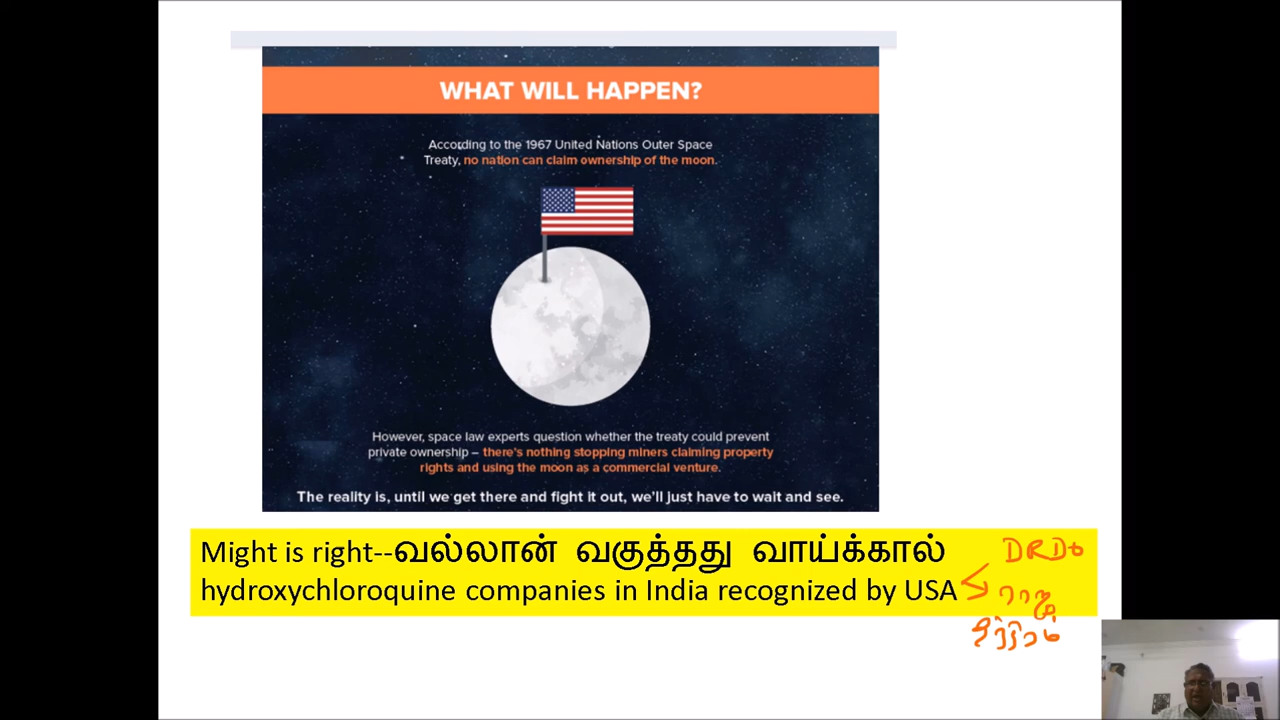 WHAT WILL HAPPEN?
According to the 1967 United Nations Outer Space
Treaty, no nation can claim ownership of the moon.
However, space law experts question whether the treaty could prevent
private ownership – there's nothing stopping miners claiming property
rights and using the moon as a commercial venture.
The reality is, until we get there and fight it out, we'll just have to wait and see.
Might is right--வல்லான் வகுத்தது வாய்க்கால்
DRDO
hydroxychloroquine companies in India recognized by USA